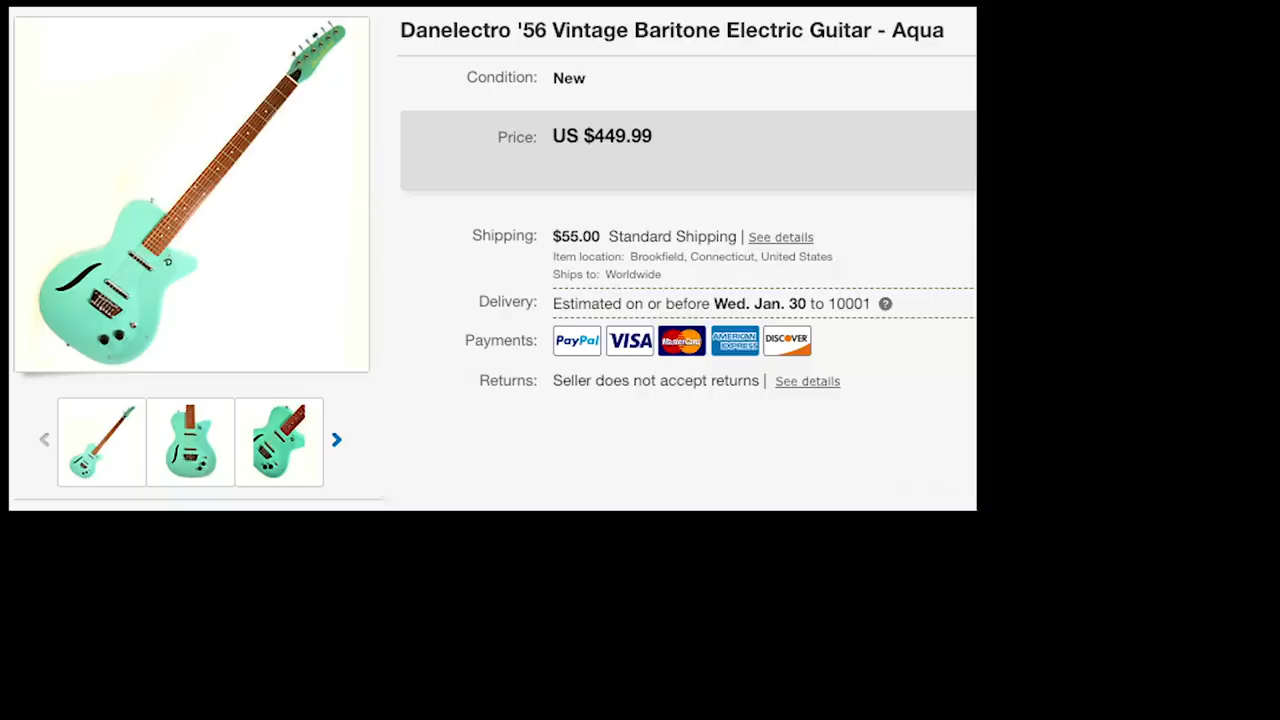 Danelectro '56 Vintage Baritone Electric Guitar - Aqua
Condition: New
Price: US $449.99
Shipping: $55.00 Standard Shipping | See details
Item location: Brookfield, Connecticut, United States
Ships to: Worldwide
Delivery: Estimated on or before Wed. Jan. 30 to 10001 ?
Payments: PayPal VISA MasterCard AMERICAN EXPRESS DISCOVER
Returns: Seller does not accept returns | See details